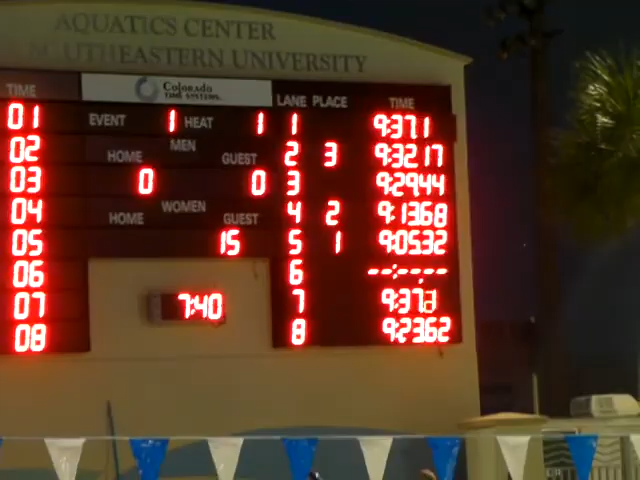 AQUATICS CENTER
SOUTHEASTERN UNIVERSITY
TIME Colorado TIME SYSTEMS LANE PLACE TIME
01 EVENT 1 HEAT 1 1 9:37.1
02 HOME MEN GUEST 2 3 9:32.17
03 0 0 3 9:29.44
04 HOME WOMEN GUEST 4 2 9:13.68
05 15 5 1 9:05.32
06 6 --:--.--
07 7:40 7 9:37
08 8 9:23.62